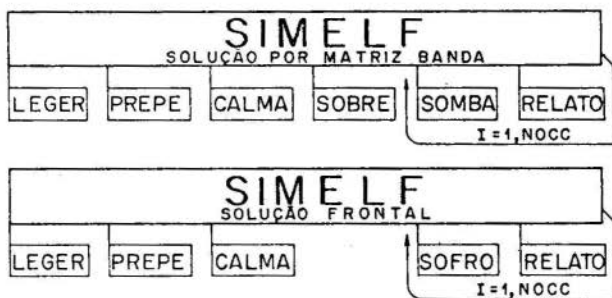 SIMELF
SOLUÇÃO POR MATRIZ BANDA
LEGER PREPE CALMA SOBRE SOMBA RELATO
I=1,NOCC
SIMELF
SOLUÇÃO FRONTAL
LEGER PREPE CALMA SOFRO RELATO
I=1,NOCC